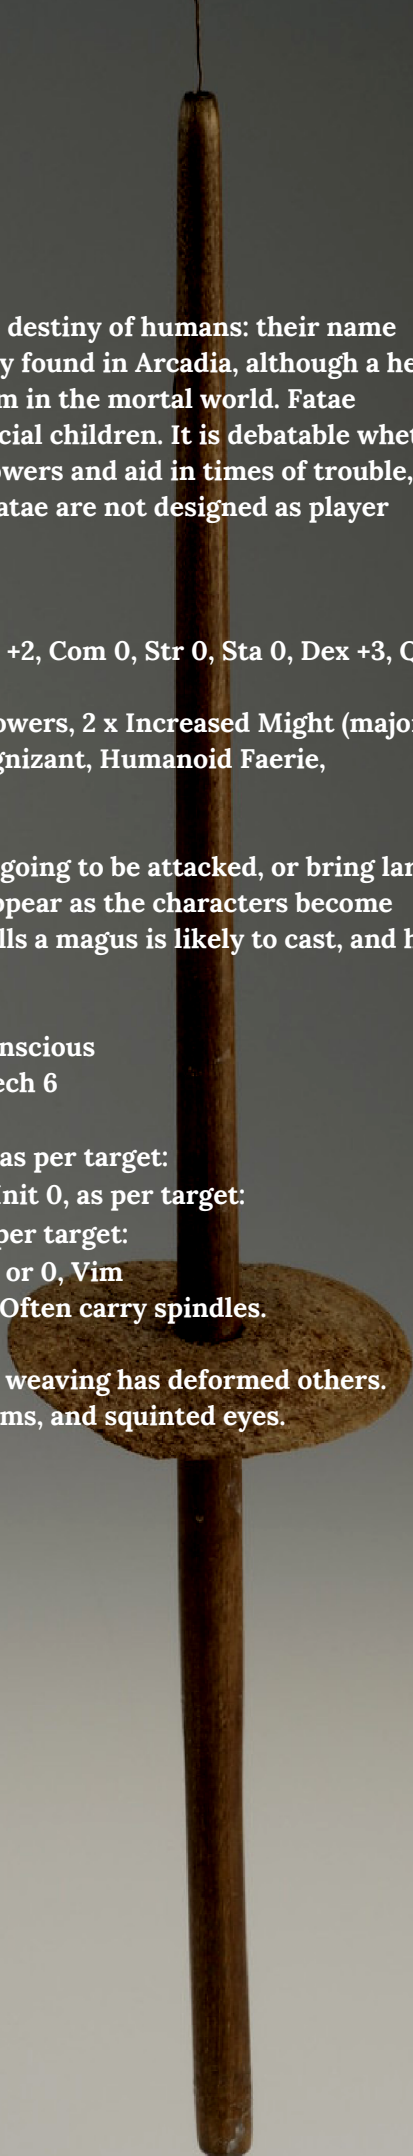 destiny of humans: their name
y found in Arcadia, although a he
m in the mortal world. Fatae
cial children. It is debatable whet
owers and aid in times of trouble,
atae are not designed as player
+2, Com 0, Str 0, Sta 0, Dex +3, Q
owers, 2 x Increased Might (major
gnizant, Humanoid Faerie,
going to be attacked, or bring lar
ppear as the characters become
lls a magus is likely to cast, and h
nscious
ech 6
as per target:
Init 0, as per target:
per target:
or 0, Vim
Often carry spindles.
weaving has deformed others.
ms, and squinted eyes.